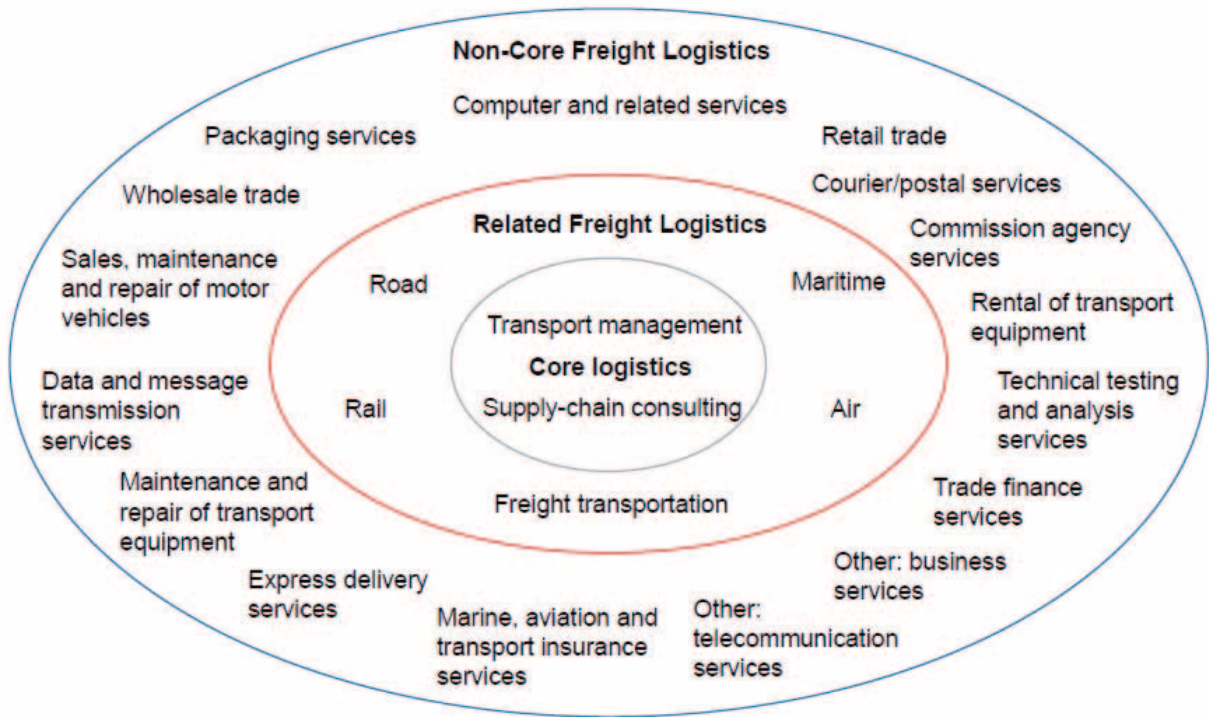 Non-Core Freight Logistics
Computer and related services
Packaging services
Retail trade
Wholesale trade
Courier/postal services
Related Freight Logistics
Commission agency
services
Sales, maintenance
and repair of motor
vehicles
Road
Maritime
Rental of transport
equipment
Transport management
Core logistics
Supply-chain consulting
Data and message
transmission
services
Rail
Air
Technical testing
and analysis
services
Maintenance and
repair of transport
equipment
Freight transportation
Trade finance
services
Express delivery
services
Other: business
services
Marine, aviation and
transport insurance
services
Other:
telecommunication
services